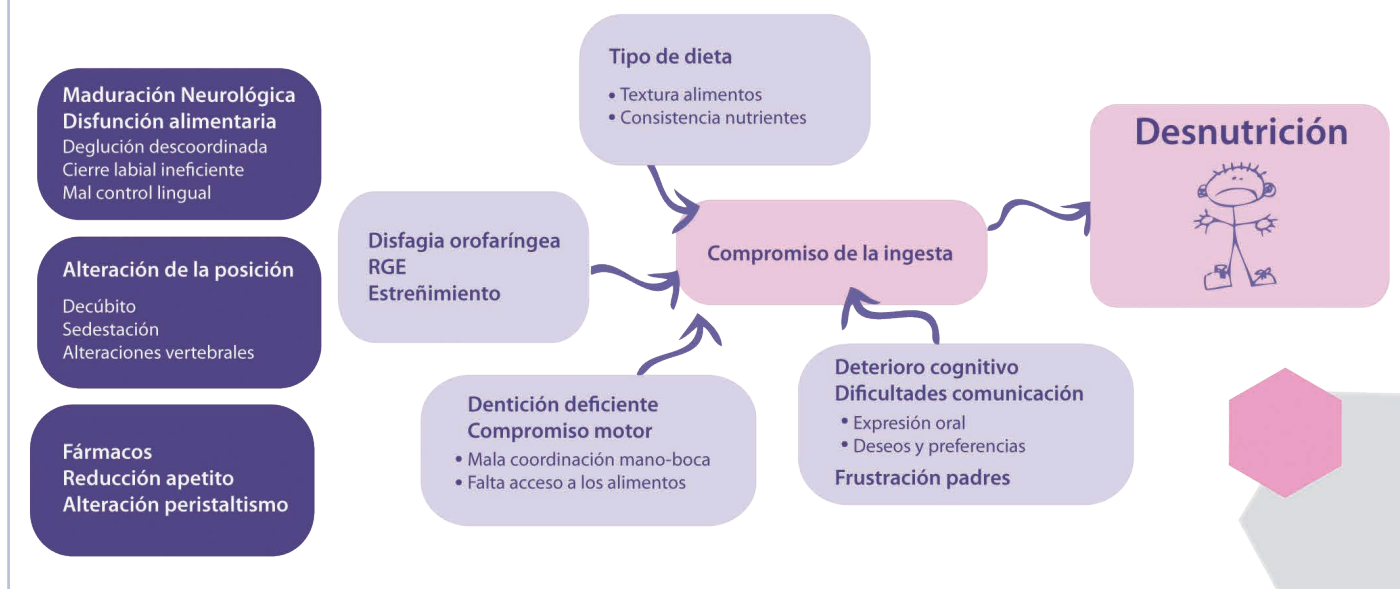 Maduración Neurológica
Disfunción alimentaria
Deglución descoordinada
Cierre labial ineficiente
Mal control lingual
Alteración de la posición
Decúbito
Sedestación
Alteraciones vertebrales
Fármacos
Reducción apetito
Alteración peristaltismo
Disfagia orofaríngea
RGE
Estreñimiento
Tipo de dieta
• Textura alimentos
• Consistencia nutrientes
Dentición deficiente
Compromiso motor
• Mala coordinación mano-boca
• Falta acceso a los alimentos
Compromiso de la ingesta
Deterioro cognitivo
Dificultades comunicación
• Expresión oral
• Deseos y preferencias
Frustración padres
Desnutrición